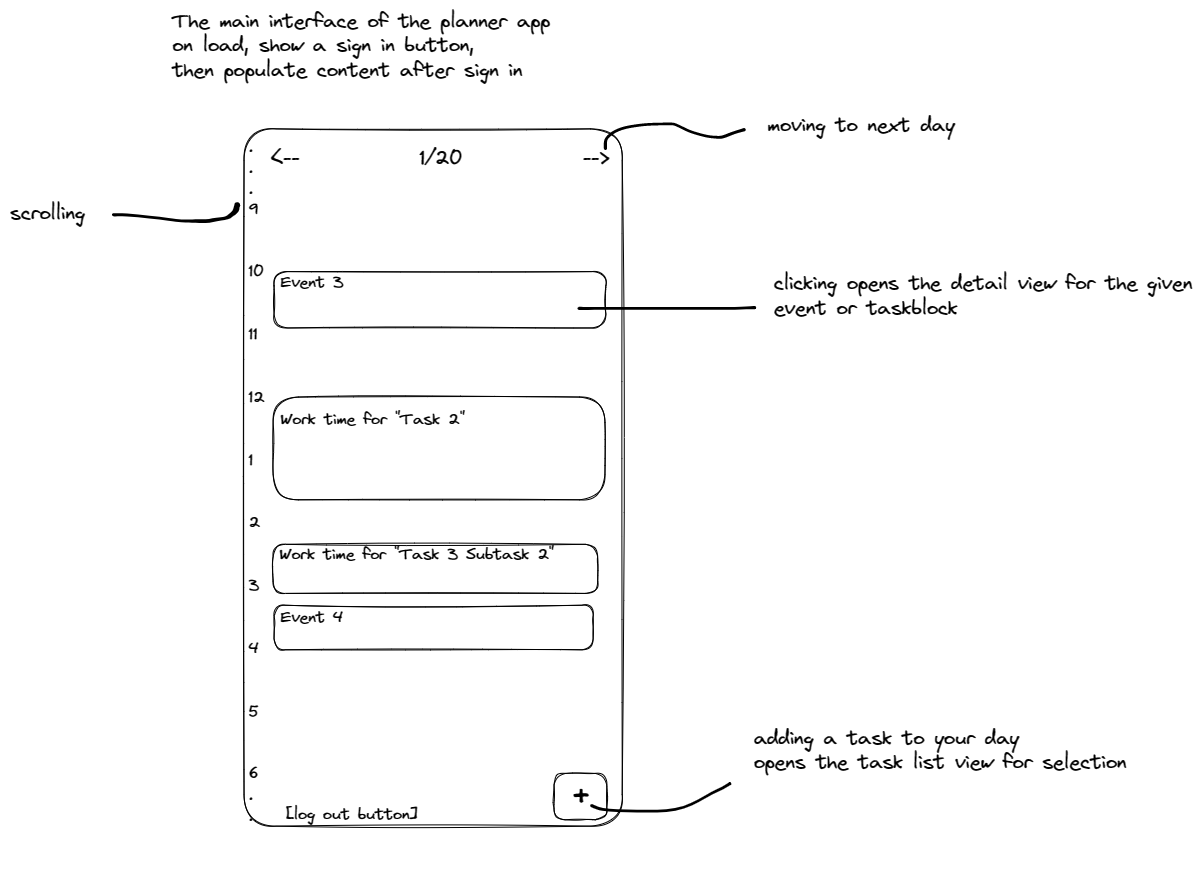 The main interface of the planner app
on load, show a sign in button,
then populate content after sign in
moving to next day
<-- 1/20 -->
scrolling
9
10
Event 3
clicking opens the detail view for the given
event or taskblock
11
12
Work time for "Task 2"
1
2
Work time for "Task 3 Subtask 2"
3
Event 4
4
5
adding a task to your day
opens the task list view for selection
6
+
[log out button]